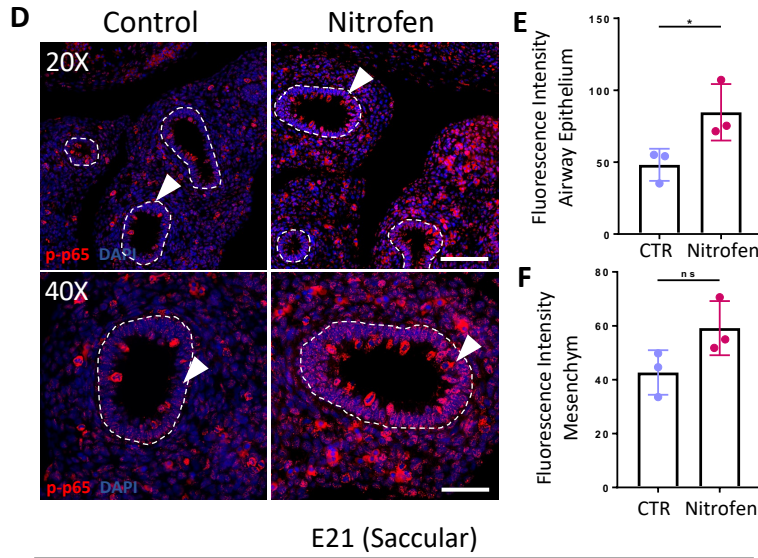 D
Control
Nitrofen
20X
p-p65 DAPI
40X
p-p65 DAPI
E21 (Saccular)
E
Fluorescence Intensity
Airway Epithelium
150
100
50
0
*
CTR
Nitrofen
F
Fluorescence Intensity
Mesenchym
80
60
40
20
0
ns
CTR
Nitrofen